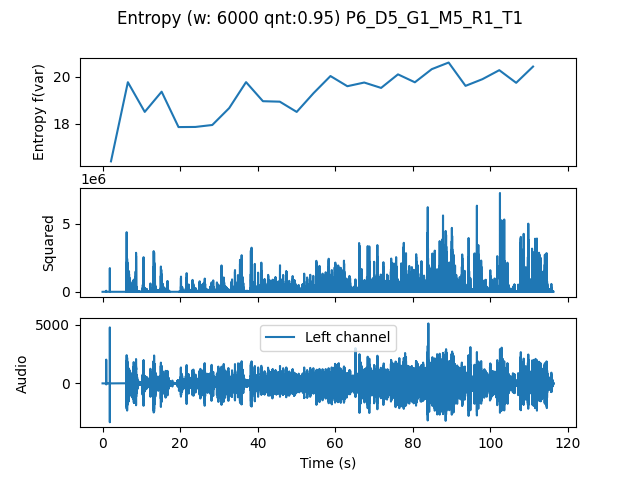 Entropy (w: 6000 qnt:0.95) P6_D5_G1_M5_R1_T1
Entropy f(var)
20
18
1e6
Squared
5
0
Audio
5000
0
Left channel
0 20 40 60 80 100 120
Time (s)